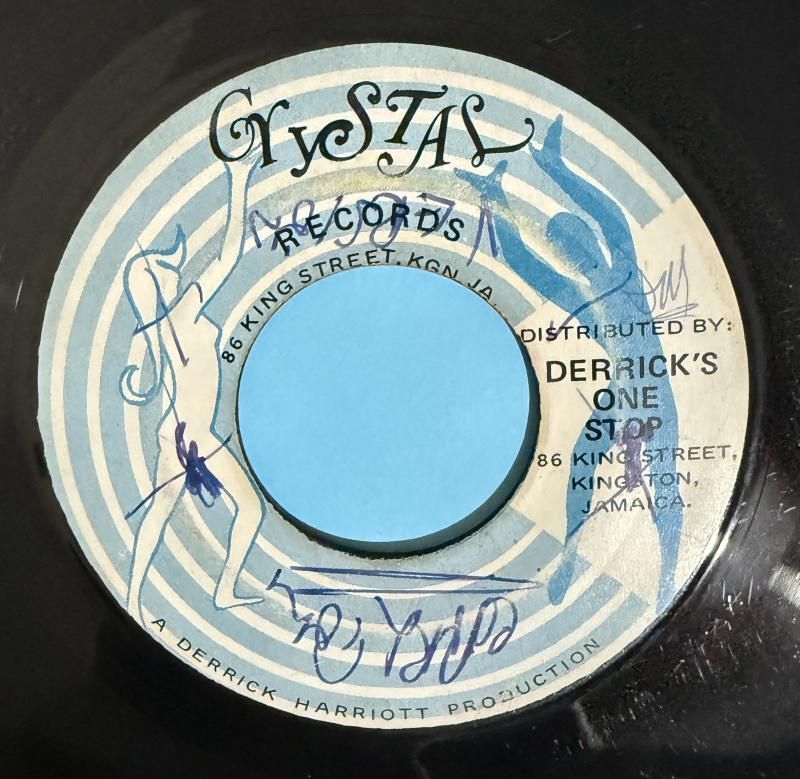 CrySTAL
RECORDS
86 KING STREET. KGN JA.
DISTRIBUTED BY:
DERRICK'S
ONE
STOP
86 KING STREET,
KINGSTON,
JAMAICA.
A DERRICK HARRIOTT PRODUCTION